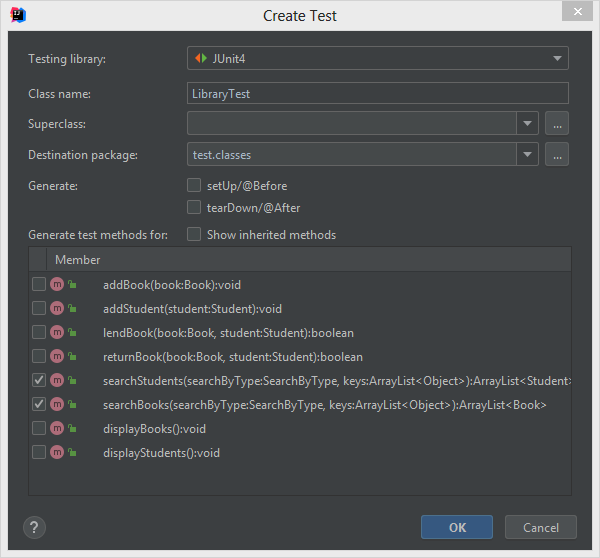 Create Test
Testing library: JUnit4
Class name: LibraryTest
Superclass: ...
Destination package: test.classes ...
Generate: setUp/@Before
tearDown/@After
Generate test methods for: Show inherited methods
Member
m addBook(book:Book):void
m addStudent(student:Student):void
m lendBook(book:Book, student:Student):boolean
m returnBook(book:Book, student:Student):boolean
m searchStudents(searchByType:SearchByType, keys:ArrayList<Object>):ArrayList<Student>
m searchBooks(searchByType:SearchByType, keys:ArrayList<Object>):ArrayList<Book>
m displayBooks():void
m displayStudents():void
? OK Cancel